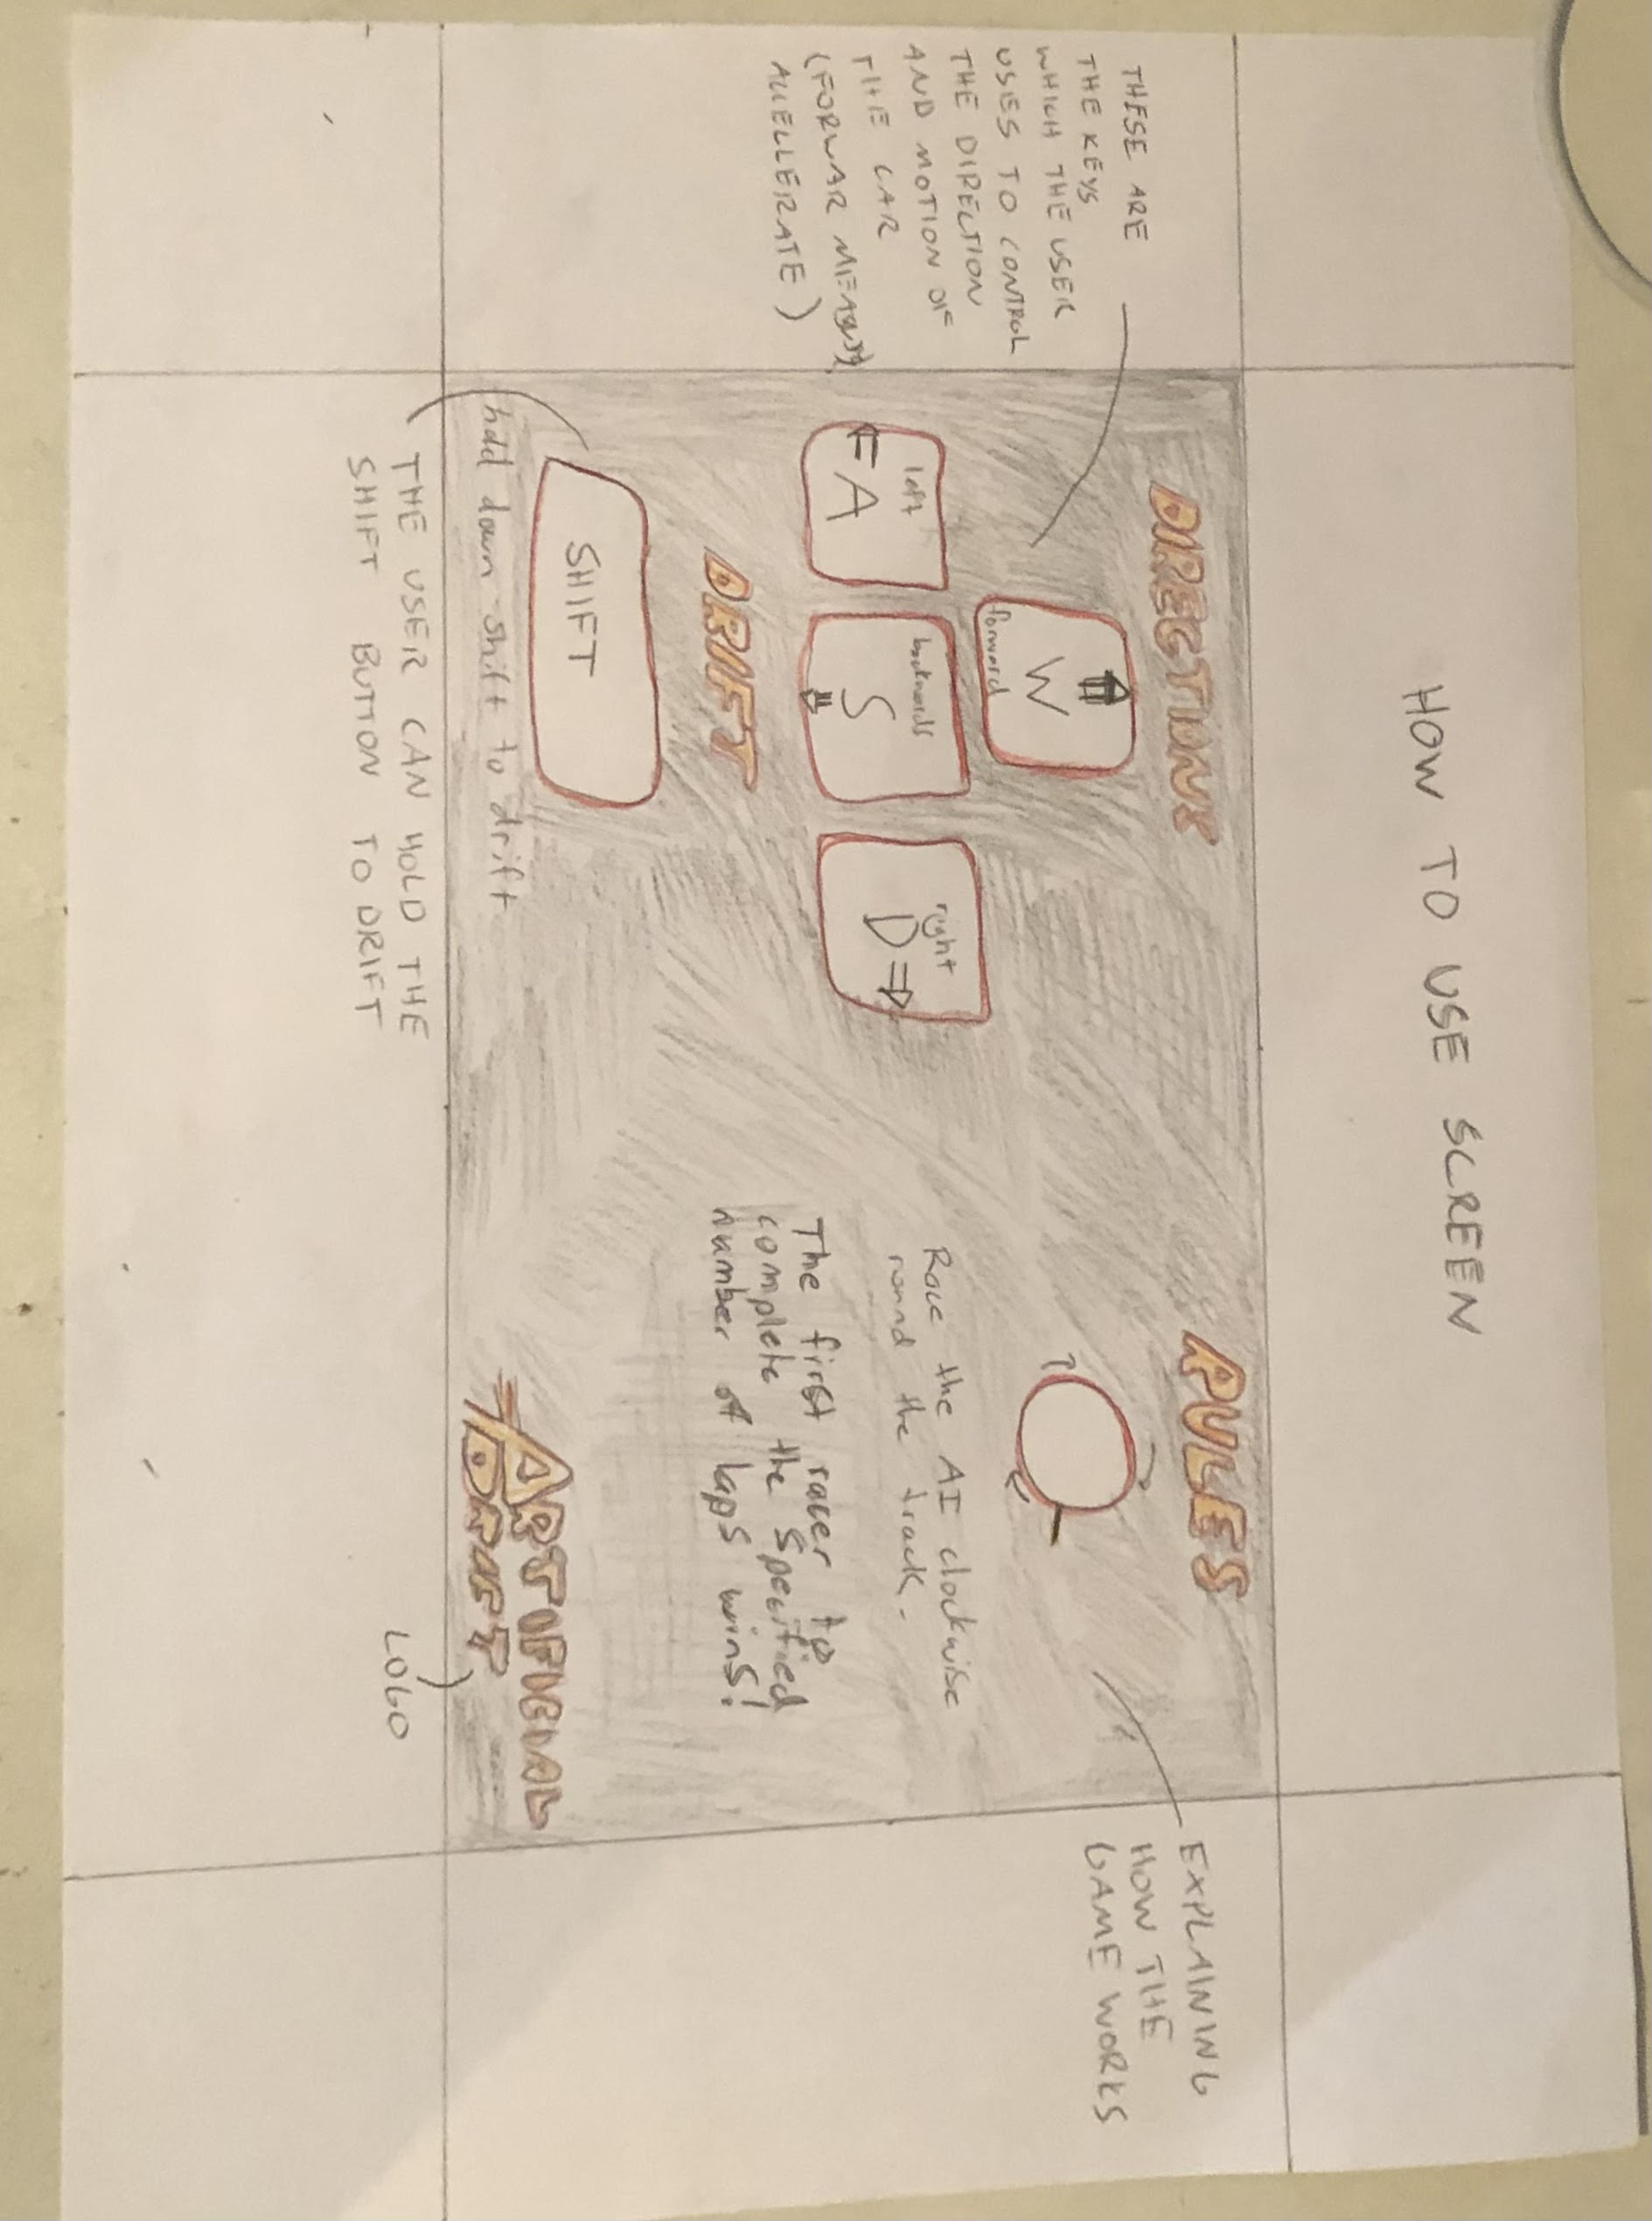 HOW TO USE SCREEN
THESE ARE
THE KEYS
WHICH THE USER
USES TO CONTROL
THE DIRECTION
AND MOTION OF
THE CAR
(FORWAR MEANS
ACCELLERATE)
DIRECTIONS
W
forward
left
A
backwards
S
right
D
DRIFT
SHIFT
hold down shift to drift
THE USER CAN HOLD THE
SHIFT BUTTON TO DRIFT
RULES
Race the AI clockwise
round the track.
The first racer to
complete the specified
number of laps wins!
ARTIFICIAL
DRIFT
LOGO
EXPLAINING
HOW THE
GAME WORKS